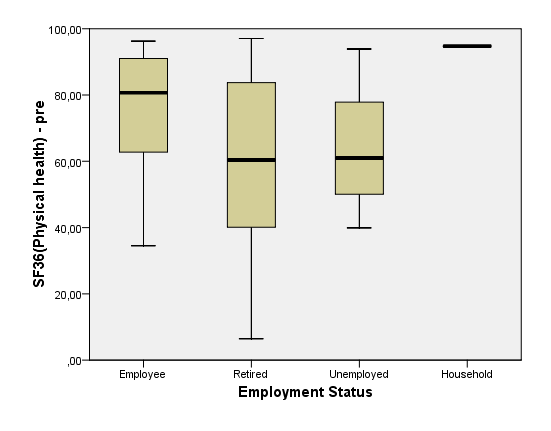 SF36(Physical health) - pre
100,00
80,00
60,00
40,00
20,00
,00
Employee Retired Unemployed Household
Employment Status